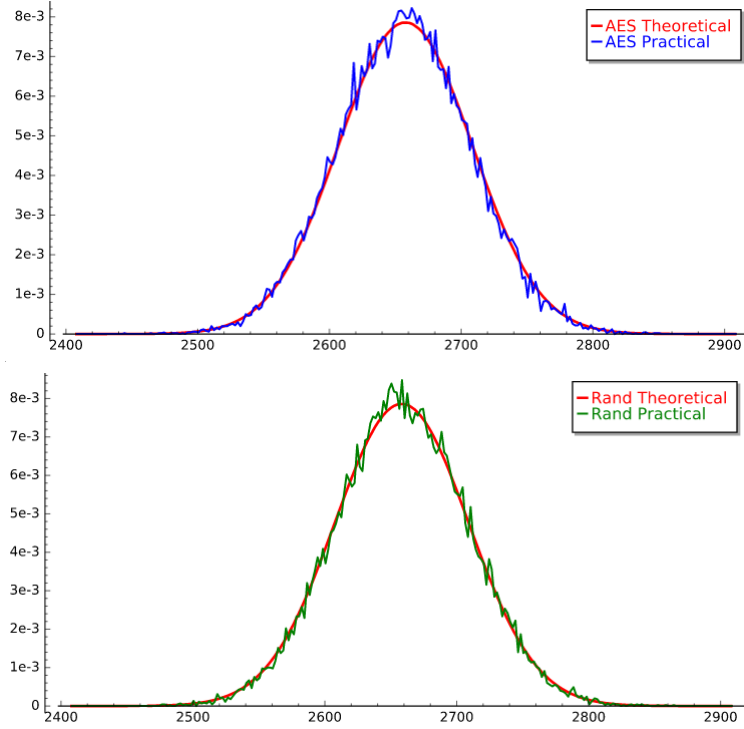 8e-3
7e-3
6e-3
5e-3
4e-3
3e-3
2e-3
1e-3
0
2400 2500 2600 2700 2800 2900
AES Theoretical
AES Practical
8e-3
7e-3
6e-3
5e-3
4e-3
3e-3
2e-3
1e-3
0
2400 2500 2600 2700 2800 2900
Rand Theoretical
Rand Practical